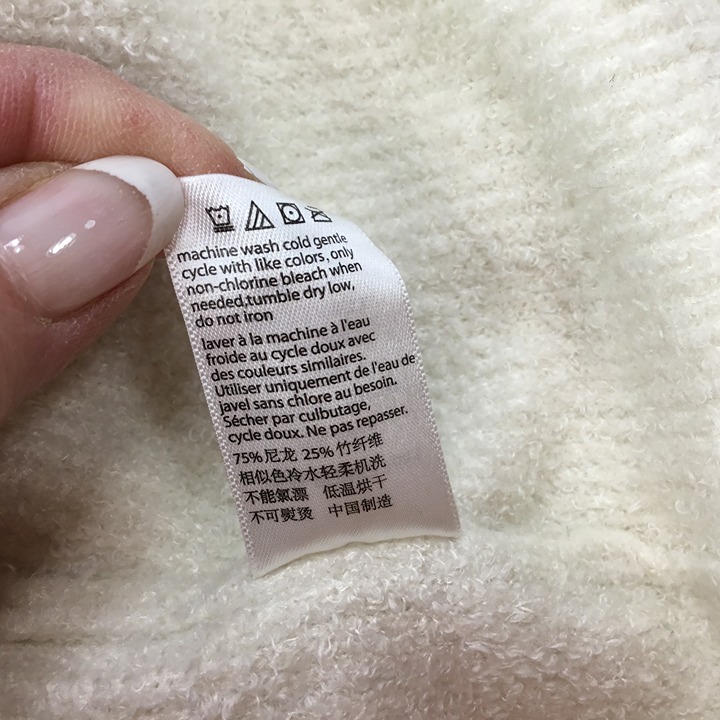 machine wash cold gentle
cycle with like colors, only
non-chlorine bleach when
needed.tumble dry low,
do not iron
laver à la machine à l'eau
froide au cycle doux avec
des couleurs similaires.
Utiliser uniquement de l'eau de
javel sans chlore au besoin.
Sécher par culbutage,
cycle doux. Ne pas repasser.
75%尼龙 25%竹纤维
相似色冷水轻柔机洗
不能氯漂 低温烘干
不可熨烫 中国制造